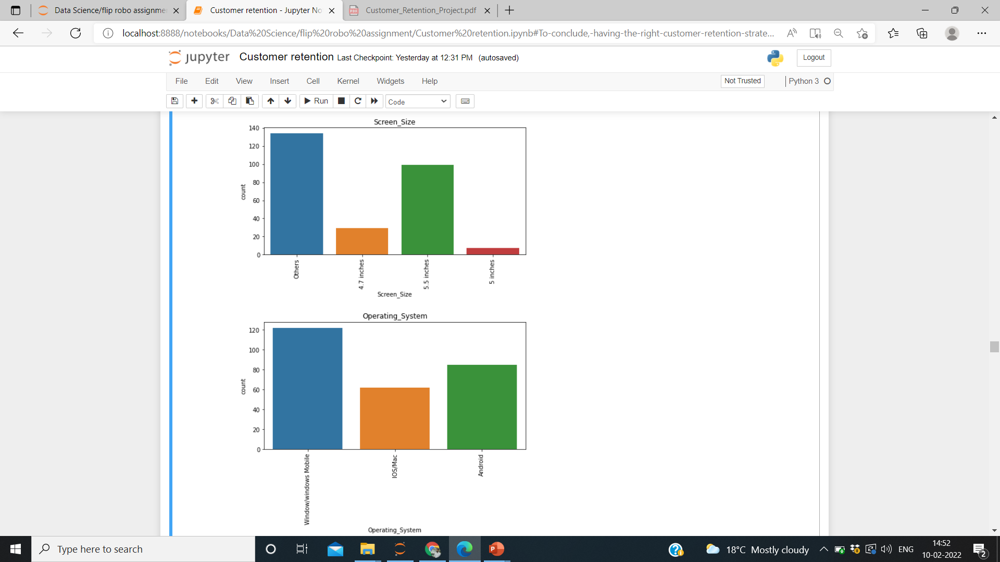 Data Science/flip robo assignme
Customer retention - Jupyter No
Customer_Retention_Project.pdf
localhost:8888/notebooks/Data%20Science/flip%20robo%20assignment/Customer%20retention.ipynb#To-conclude,-having-the-right-customer-retention-strate...
jupyter Customer retention Last Checkpoint: Yesterday at 12:31 PM (autosaved)
Logout
File Edit View Insert Cell Kernel Widgets Help
Not Trusted
Python 3
Run
Code
Screen_Size
140
120
100
80
60
40
20
0
count
Others
4.7 inches
5.5 inches
5 inches
Screen_Size
Operating_System
120
100
80
60
40
20
0
count
Window/windows Mobile
IOS/Mac
Android
Operating_System
Type here to search
18°C Mostly cloudy
ENG
14:52
10-02-2022
2